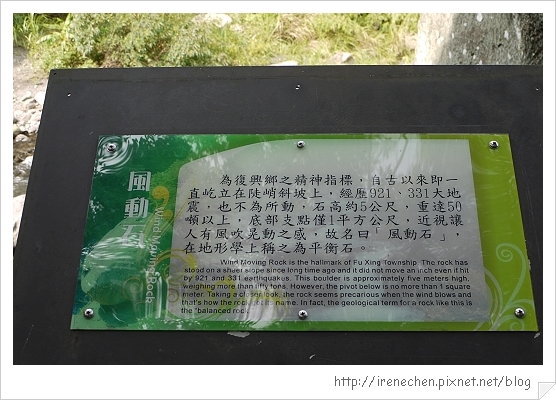 風動石
Wind Moving Rock
為復興鄉之精神指標，自古以來即一
直屹立在陡峭斜坡上，經歷921、331大地
震，也不為所動，石高約5公尺，重達50
噸以上，底部支點僅1平方公尺，近視讓
人有風吹晃動之感，故名曰「風動石」，
在地形學上稱之為平衡石。
Wind Moving Rock is the hallmark of Fu Xing Township. The rock has
stood on a sheer slope since long time ago and it did not move an inch even if hit
by 921 and 331 earthquakes. This boulder is approximately five meters high,
weighing more than fifty tons. However, the pivot below is no more than 1 square
meter. Taking a closer look, the rock seems precarious when the wind blows and
that's how the rock gets its name. In fact, the geological term for a rock like this is
the "balanced rock.
http://irenechen.pixnet.net/blog